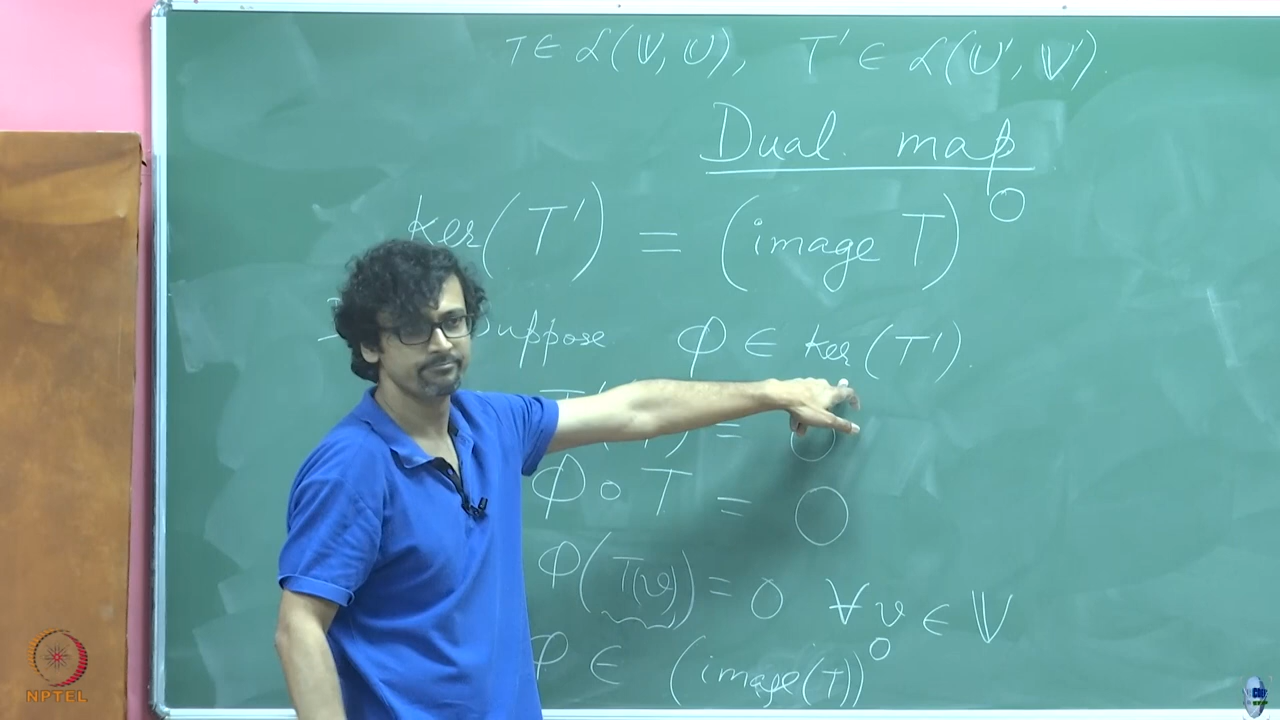 T ∈ ℒ(V, U), T' ∈ ℒ(U', V').
Dual map
ker(T') = (image T)⁰
suppose φ ∈ ker(T').
= 0
φ ∘ T = 0
φ(T(v)) = 0 ∀ v ∈ V
φ ∈ (image(T))⁰
NPTEL